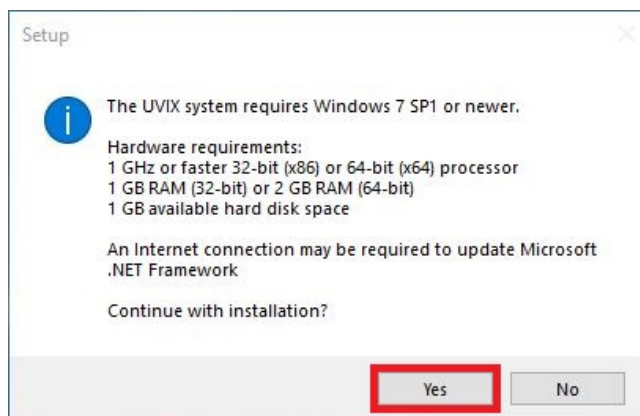 Setup
The UVIX system requires Windows 7 SP1 or newer.
Hardware requirements:
1 GHz or faster 32-bit (x86) or 64-bit (x64) processor
1 GB RAM (32-bit) or 2 GB RAM (64-bit)
1 GB available hard disk space
An Internet connection may be required to update Microsoft
.NET Framework
Continue with installation?
Yes No